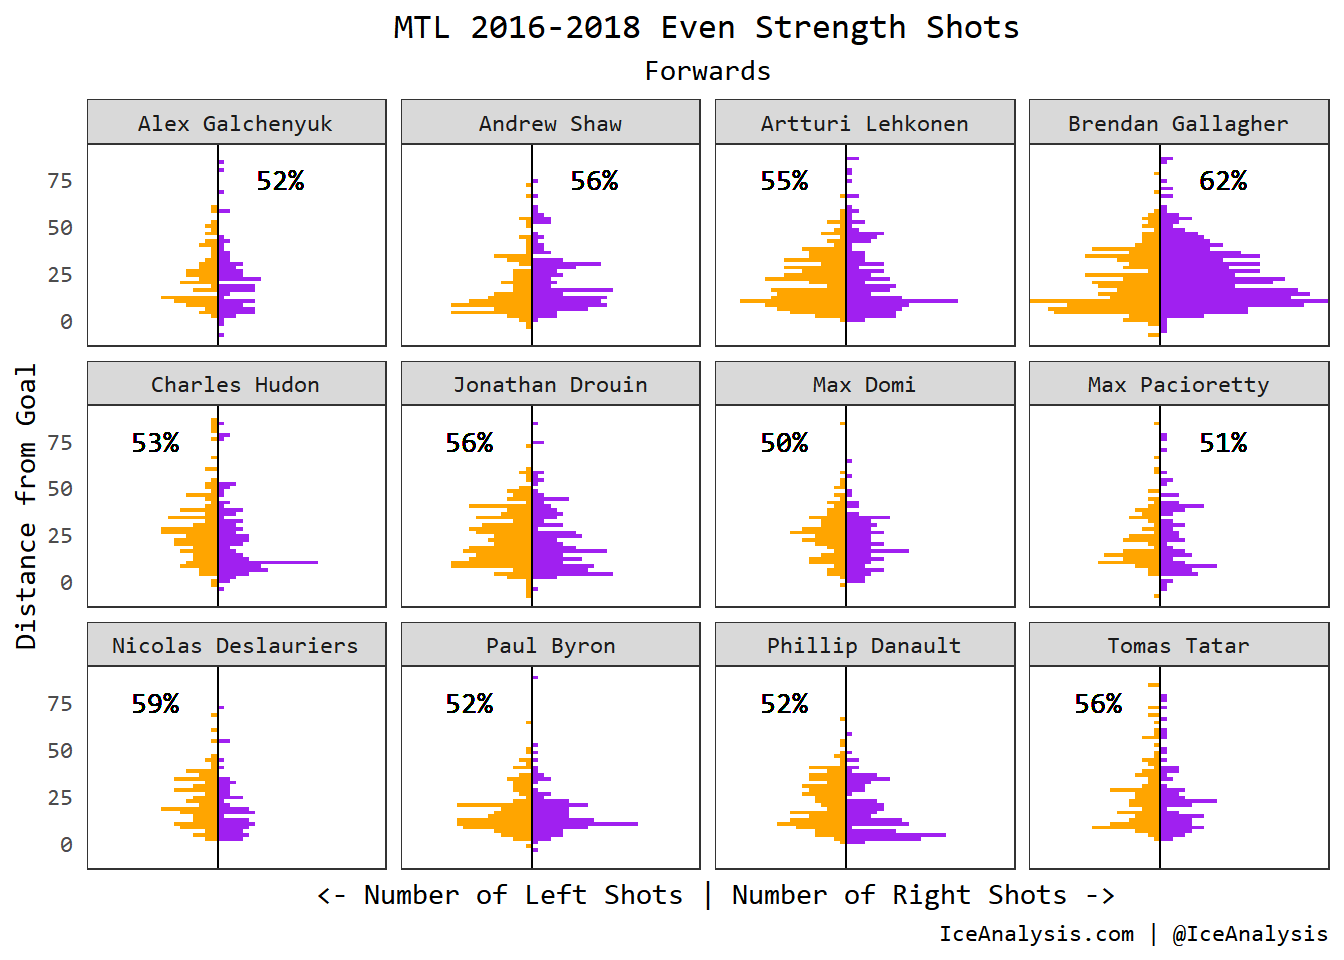 MTL 2016-2018 Even Strength Shots
Forwards
Alex Galchenyuk
Andrew Shaw
Artturi Lehkonen
Brendan Gallagher
75
50
25
0
52%
56%
55%
62%
Charles Hudon
Jonathan Drouin
Max Domi
Max Pacioretty
75
50
25
0
53%
56%
50%
51%
Nicolas Deslauriers
Paul Byron
Phillip Danault
Tomas Tatar
75
50
25
0
59%
52%
52%
56%
Distance from Goal
<- Number of Left Shots | Number of Right Shots ->
IceAnalysis.com | @IceAnalysis